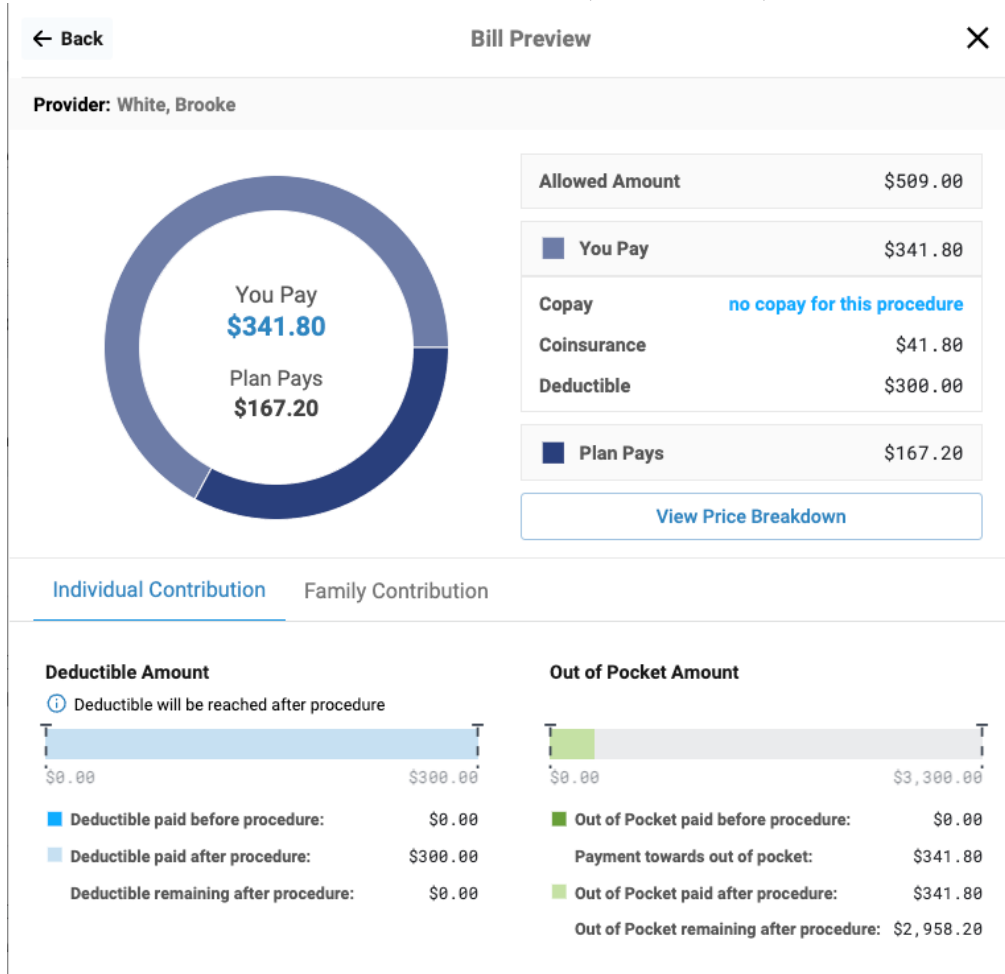 Back
Bill Preview
Provider: White, Brooke
You Pay
$341.80
Plan Pays
$167.20
Allowed Amount $509.00
You Pay $341.80
Copay no copay for this procedure
Coinsurance $41.80
Deductible $300.00
Plan Pays $167.20
View Price Breakdown
Individual Contribution Family Contribution
Deductible Amount
Deductible will be reached after procedure
$0.00 $300.00
Deductible paid before procedure: $0.00
Deductible paid after procedure: $300.00
Deductible remaining after procedure: $0.00
Out of Pocket Amount
$0.00 $3,300.00
Out of Pocket paid before procedure: $0.00
Payment towards out of pocket: $341.80
Out of Pocket paid after procedure: $341.80
Out of Pocket remaining after procedure: $2,958.20